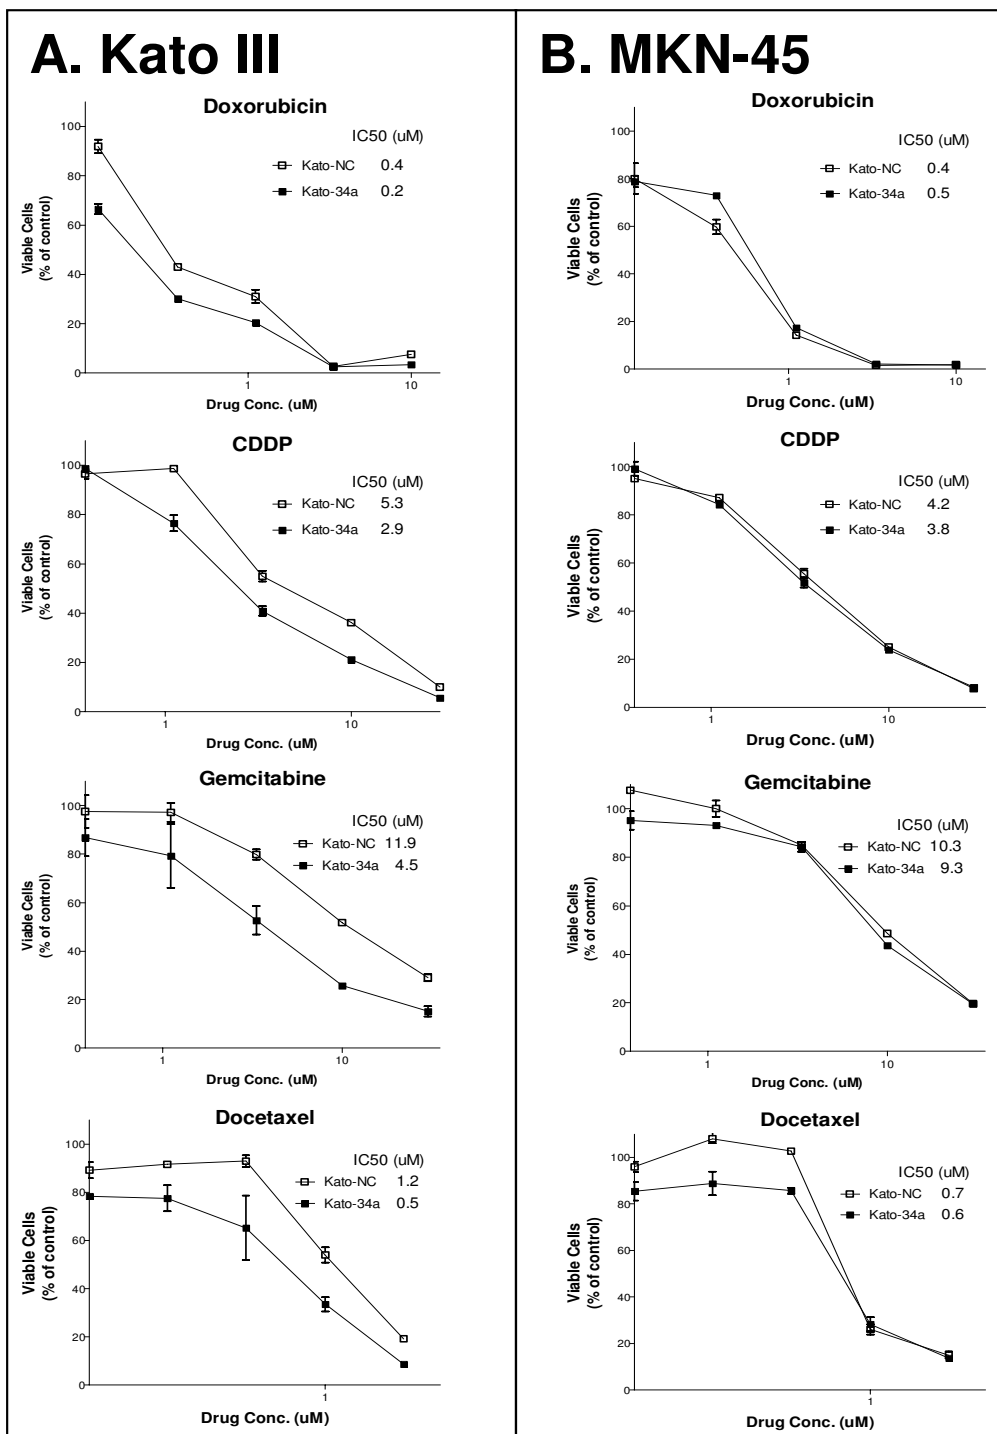 A. Kato III
Doxorubicin
IC50 (uM)
Kato-NC 0.4
Kato-34a 0.2
Viable Cells
(% of control)
100
80
60
40
20
0
1 10
Drug Conc. (uM)
CDDP
IC50 (uM)
Kato-NC 5.3
Kato-34a 2.9
Viable Cells
(% of control)
100
80
60
40
20
0
1 10
Drug Conc. (uM)
Gemcitabine
IC50 (uM)
Kato-NC 11.9
Kato-34a 4.5
Viable Cells
(% of control)
100
80
60
40
20
0
1 10
Drug Conc. (uM)
Docetaxel
IC50 (uM)
Kato-NC 1.2
Kato-34a 0.5
Viable Cells
(% of control)
100
80
60
40
20
0
1
Drug Conc. (uM)
B. MKN-45
Doxorubicin
IC50 (uM)
Kato-NC 0.4
Kato-34a 0.5
Viable Cells
(% of control)
100
80
60
40
20
0
1 10
Drug Conc. (uM)
CDDP
IC50 (uM)
Kato-NC 4.2
Kato-34a 3.8
Viable Cells
(% of control)
100
80
60
40
20
0
1 10
Drug Conc. (uM)
Gemcitabine
IC50 (uM)
Kato-NC 10.3
Kato-34a 9.3
Viable Cells
(% of control)
100
80
60
40
20
0
1 10
Drug Conc. (uM)
Docetaxel
IC50 (uM)
Kato-NC 0.7
Kato-34a 0.6
Viable Cells
(% of control)
100
80
60
40
20
0
1
Drug Conc. (uM)